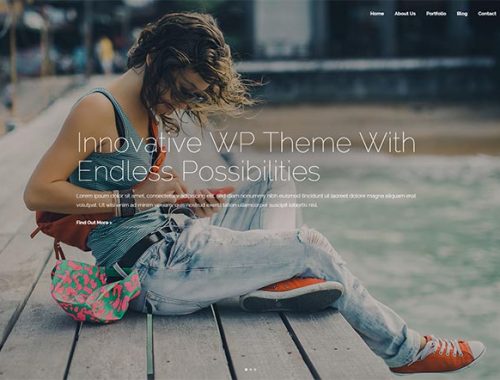 Home About Us Portfolio Blog Contact
Innovative WP Theme With
Endless Possibilities
Lorem ipsum dolor sit amet, consectetuer adipiscing elit, sed diam nonummy nibh euismod tincidunt ut laoreet dolore magna aliquam erat
volutpat. Ut wisi enim ad minim veniam, quis nostrud exerci tation ullamcorper suscipit lobortis nisl.
Find Out More >